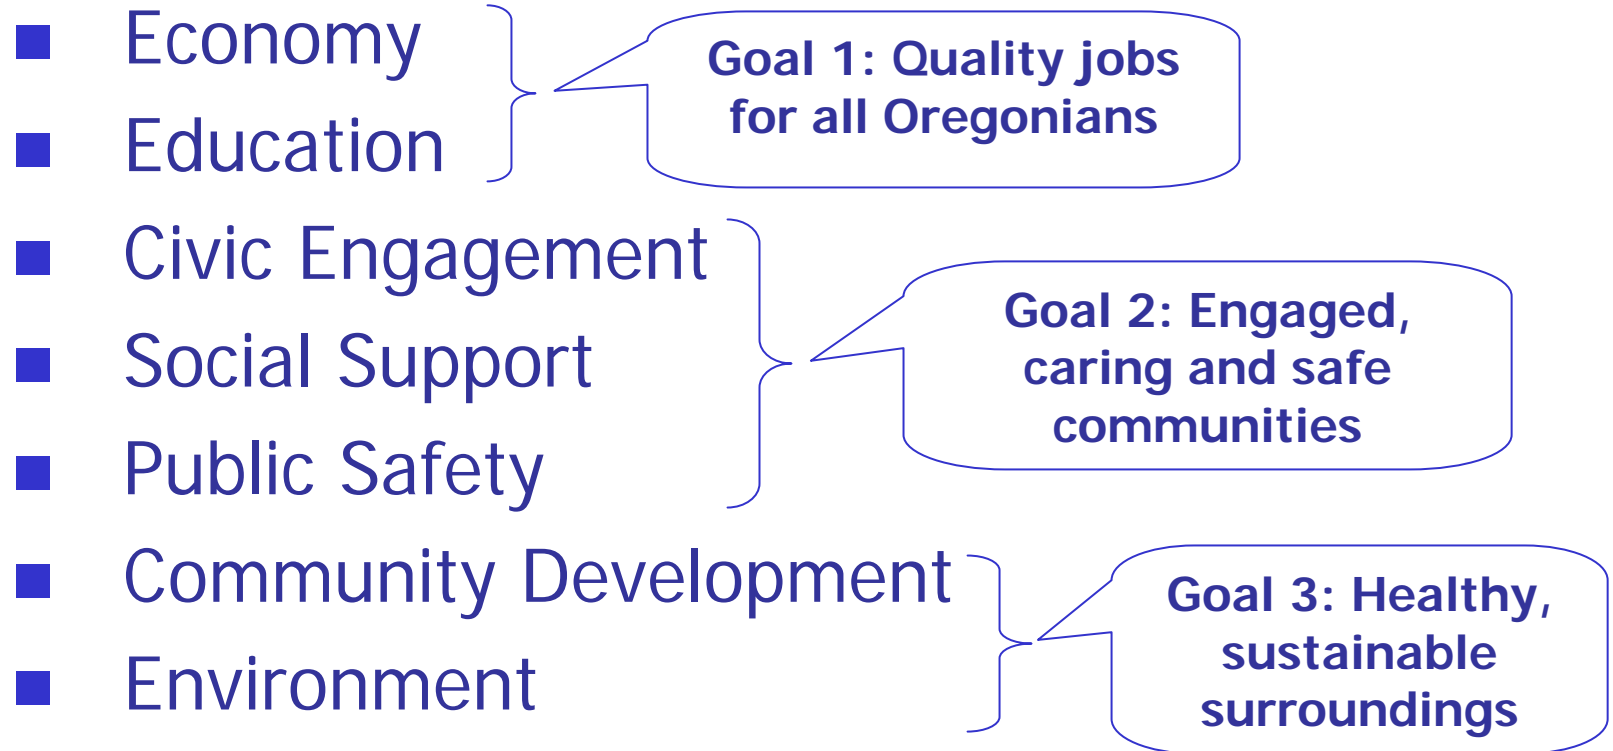 Economy
Education
Goal 1: Quality jobs
for all Oregonians
Civic Engagement
Social Support
Public Safety
Goal 2: Engaged,
caring and safe
communities
Community Development
Environment
Goal 3: Healthy,
sustainable
surroundings